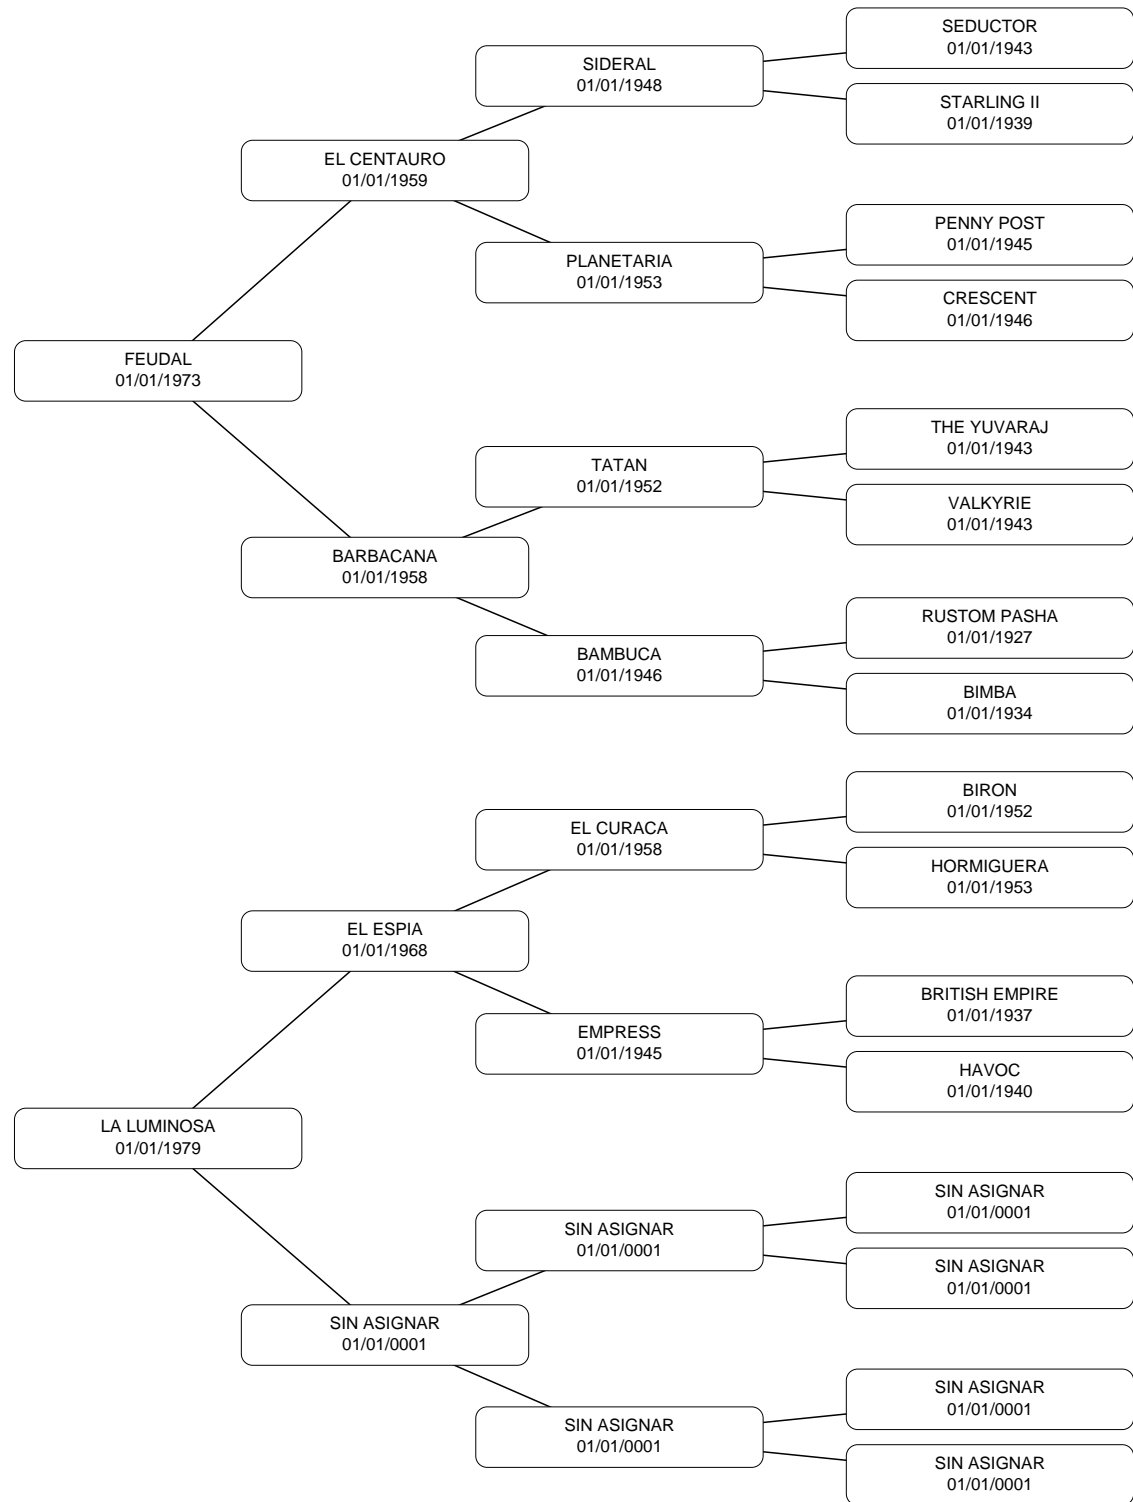 SEDUCTOR
01/01/1943
SIDERAL
01/01/1948
STARLING II
01/01/1939
EL CENTAURO
01/01/1959
PENNY POST
01/01/1945
PLANETARIA
01/01/1953
CRESCENT
01/01/1946
FEUDAL
01/01/1973
THE YUVARAJ
01/01/1943
TATAN
01/01/1952
VALKYRIE
01/01/1943
BARBACANA
01/01/1958
RUSTOM PASHA
01/01/1927
BAMBUCA
01/01/1946
BIMBA
01/01/1934
BIRON
01/01/1952
EL CURACA
01/01/1958
HORMIGUERA
01/01/1953
EL ESPIA
01/01/1968
BRITISH EMPIRE
01/01/1937
EMPRESS
01/01/1945
HAVOC
01/01/1940
LA LUMINOSA
01/01/1979
SIN ASIGNAR
01/01/0001
SIN ASIGNAR
01/01/0001
SIN ASIGNAR
01/01/0001
SIN ASIGNAR
01/01/0001
SIN ASIGNAR
01/01/0001
SIN ASIGNAR
01/01/0001
SIN ASIGNAR
01/01/0001